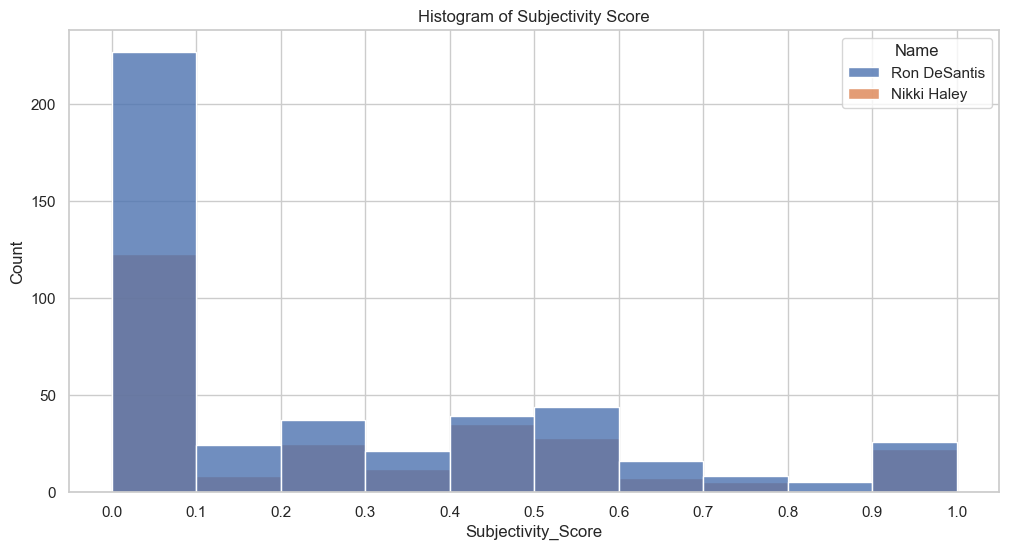 Histogram of Subjectivity Score
Name
Ron DeSantis
Nikki Haley
Count
200
150
100
50
0
0.0 0.1 0.2 0.3 0.4 0.5 0.6 0.7 0.8 0.9 1.0
Subjectivity_Score